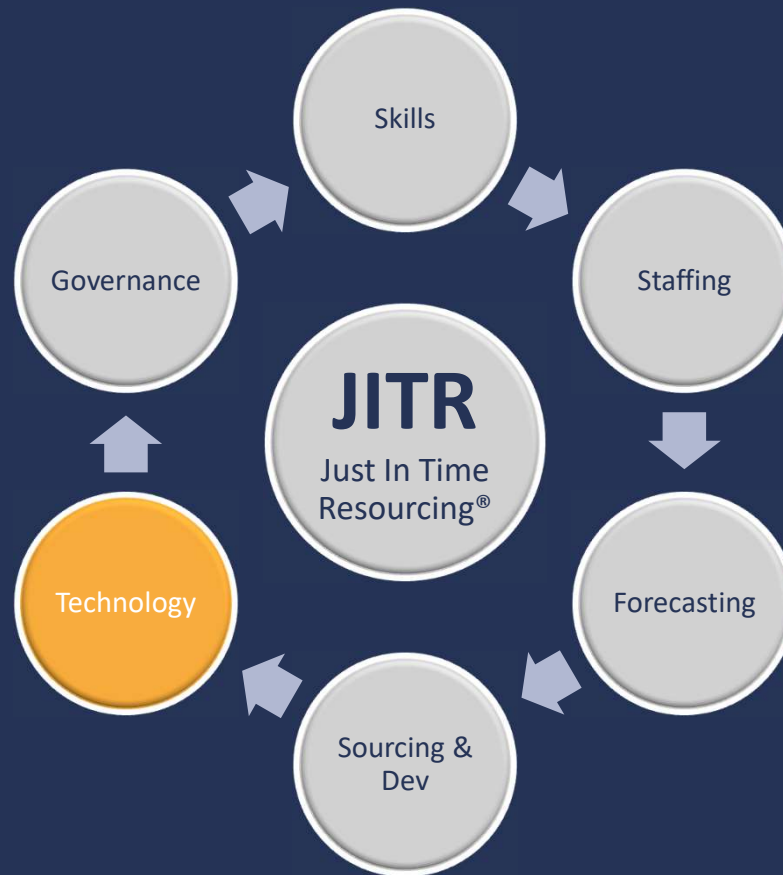 Skills
Governance
Staffing
JITR
Just In Time
Resourcing®
Technology
Forecasting
Sourcing &
Dev